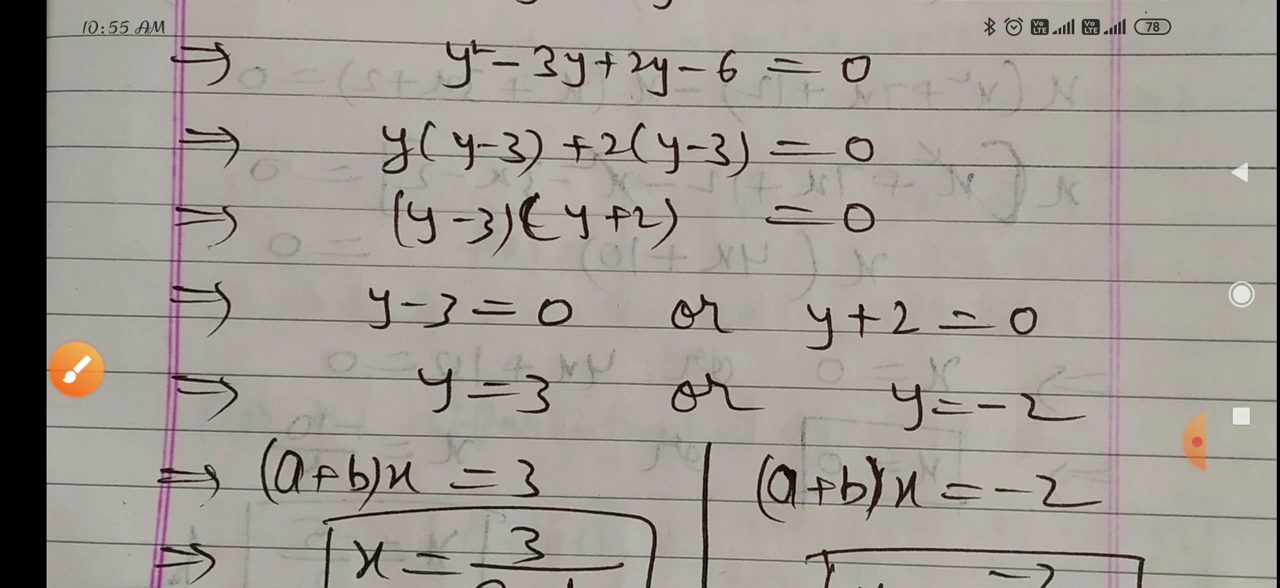 10:55 AM
78
⇒ y² - 3y + 2y - 6 = 0
⇒ y(y-3) + 2(y-3) = 0
⇒ (y-3)(y+2) = 0
⇒ y-3 = 0 or y+2 = 0
⇒ y = 3 or y = -2
⇒ (a+b)x = 3 (a+b)x = -2
⇒ x = 3